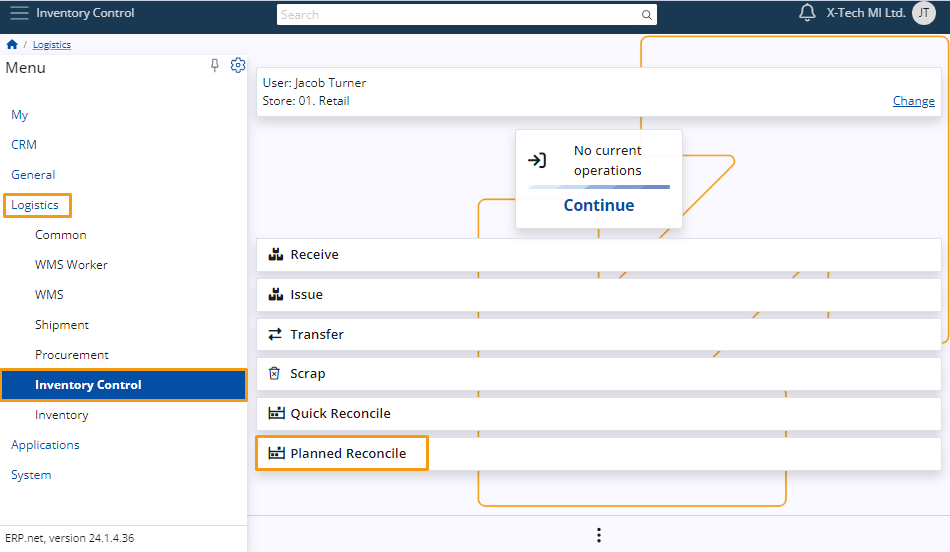 Inventory Control
Search
X-Tech MI Ltd.
JT
/ Logistics
Menu
My
CRM
General
Logistics
Common
WMS Worker
WMS
Shipment
Procurement
Inventory Control
Inventory
Applications
System
ERP.net, version 24.1.4.36
User: Jacob Turner
Store: 01. Retail
Change
No current
operations
Continue
Receive
Issue
Transfer
Scrap
Quick Reconcile
Planned Reconcile